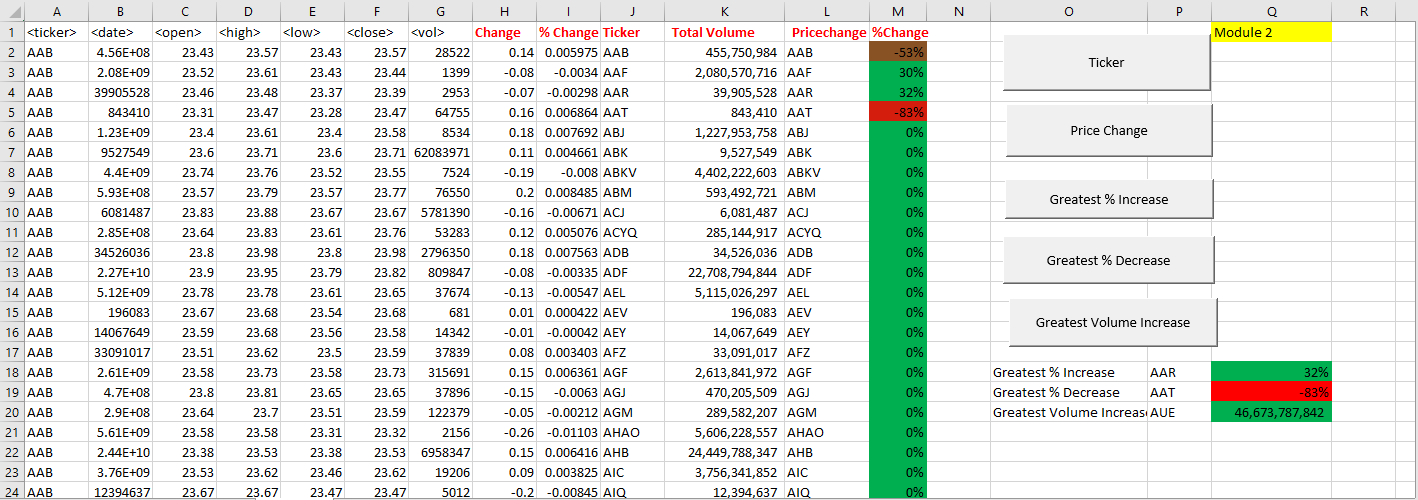 A B C D E F G H I J K L M N O P Q R
1 <ticker> <date> <open> <high> <low> <close> <vol> Change % Change Ticker Total Volume Pricechange %Change Module 2
2 AAB 4.56E+08 23.43 23.57 23.43 23.57 28522 0.14 0.005975 AAB 455,750,984 AAB -53%
Ticker
3 AAB 2.08E+09 23.52 23.61 23.43 23.44 1399 -0.08 -0.0034 AAF 2,080,570,716 AAF 30%
4 AAB 39905528 23.46 23.48 23.37 23.39 2953 -0.07 -0.00298 AAR 39,905,528 AAR 32%
5 AAB 843410 23.31 23.47 23.28 23.47 64755 0.16 0.006864 AAT 843,410 AAT -83%
6 AAB 1.23E+09 23.4 23.61 23.4 23.58 8534 0.18 0.007692 ABJ 1,227,953,758 ABJ 0%
Price Change
7 AAB 9527549 23.6 23.71 23.6 23.71 62083971 0.11 0.004661 ABK 9,527,549 ABK 0%
8 AAB 4.4E+09 23.74 23.76 23.52 23.55 7524 -0.19 -0.008 ABKV 4,402,222,603 ABKV 0%
9 AAB 5.93E+08 23.57 23.79 23.57 23.77 76550 0.2 0.008485 ABM 593,492,721 ABM 0%
Greatest % Increase
10 AAB 6081487 23.83 23.88 23.67 23.67 5781390 -0.16 -0.00671 ACJ 6,081,487 ACJ 0%
11 AAB 2.85E+08 23.64 23.83 23.61 23.76 53283 0.12 0.005076 ACYQ 285,144,917 ACYQ 0%
12 AAB 34526036 23.8 23.98 23.8 23.98 2796350 0.18 0.007563 ADB 34,526,036 ADB 0%
Greatest % Decrease
13 AAB 2.27E+10 23.9 23.95 23.79 23.82 809847 -0.08 -0.00335 ADF 22,708,794,844 ADF 0%
14 AAB 5.12E+09 23.78 23.78 23.61 23.65 37674 -0.13 -0.00547 AEL 5,115,026,297 AEL 0%
15 AAB 196083 23.67 23.68 23.54 23.68 681 0.01 0.000422 AEV 196,083 AEV 0%
Greatest Volume Increase
16 AAB 14067649 23.59 23.68 23.56 23.58 14342 -0.01 -0.00042 AEY 14,067,649 AEY 0%
17 AAB 33091017 23.51 23.62 23.5 23.59 37839 0.08 0.003403 AFZ 33,091,017 AFZ 0%
18 AAB 2.61E+09 23.58 23.73 23.58 23.73 315691 0.15 0.006361 AGF 2,613,841,972 AGF 0% Greatest % Increase AAR 32%
19 AAB 4.7E+08 23.8 23.81 23.65 23.65 37896 -0.15 -0.0063 AGJ 470,205,509 AGJ 0% Greatest % Decrease AAT -83%
20 AAB 2.9E+08 23.64 23.7 23.51 23.59 122379 -0.05 -0.00212 AGM 289,582,207 AGM 0% Greatest Volume Increas AUE 46,673,787,842
21 AAB 5.61E+09 23.58 23.58 23.31 23.32 2156 -0.26 -0.01103 AHAO 5,606,228,557 AHAO 0%
22 AAB 2.44E+10 23.38 23.53 23.38 23.53 6958347 0.15 0.006416 AHB 24,449,788,347 AHB 0%
23 AAB 3.76E+09 23.53 23.62 23.46 23.62 19206 0.09 0.003825 AIC 3,756,341,852 AIC 0%
24 AAB 12394637 23.67 23.67 23.47 23.47 5012 -0.2 -0.00845 AIQ 12,394,637 AIQ 0%